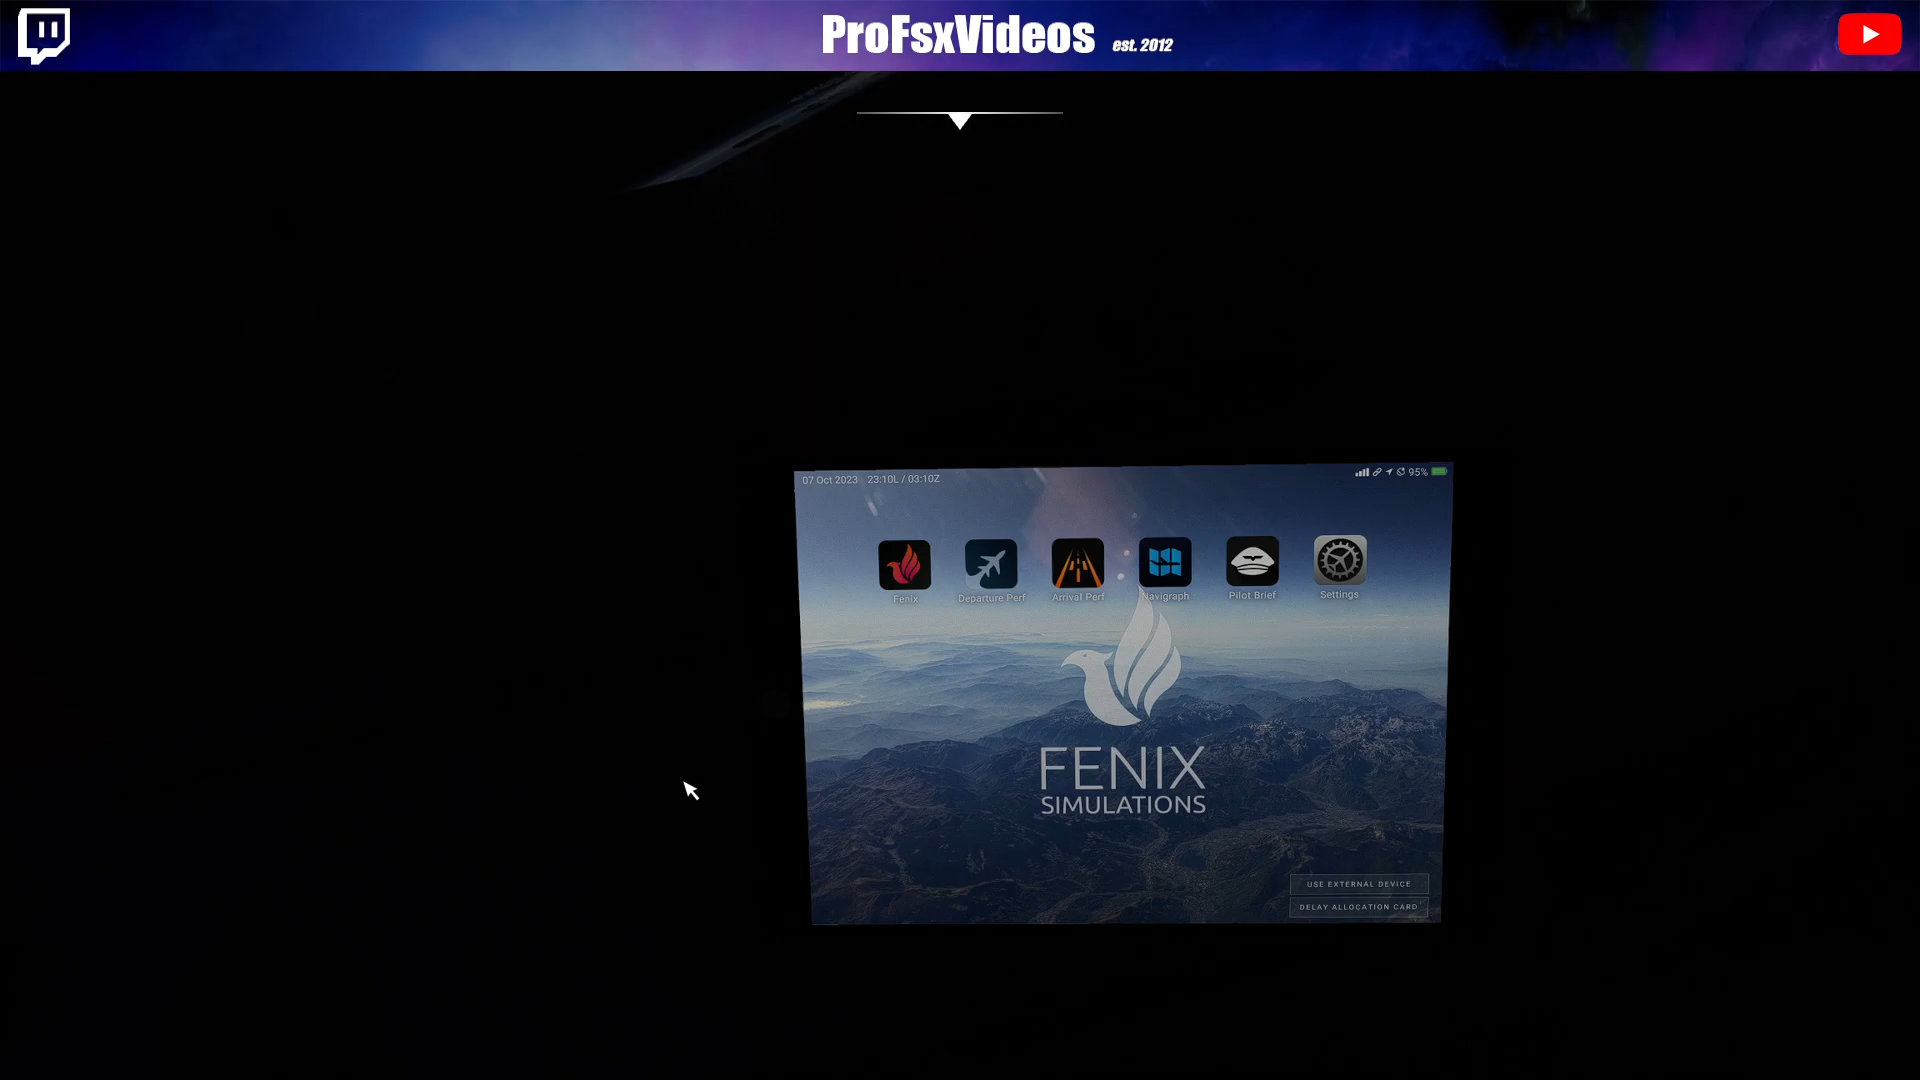 ProFsxVideos est. 2012
07 Oct 2023 23:10L / 03:10Z
95%
Fenix Departure Perf Arrival Perf Navigraph Pilot Brief Settings
FENIX
SIMULATIONS
USE EXTERNAL DEVICE
DELAY ALLOCATION CARD